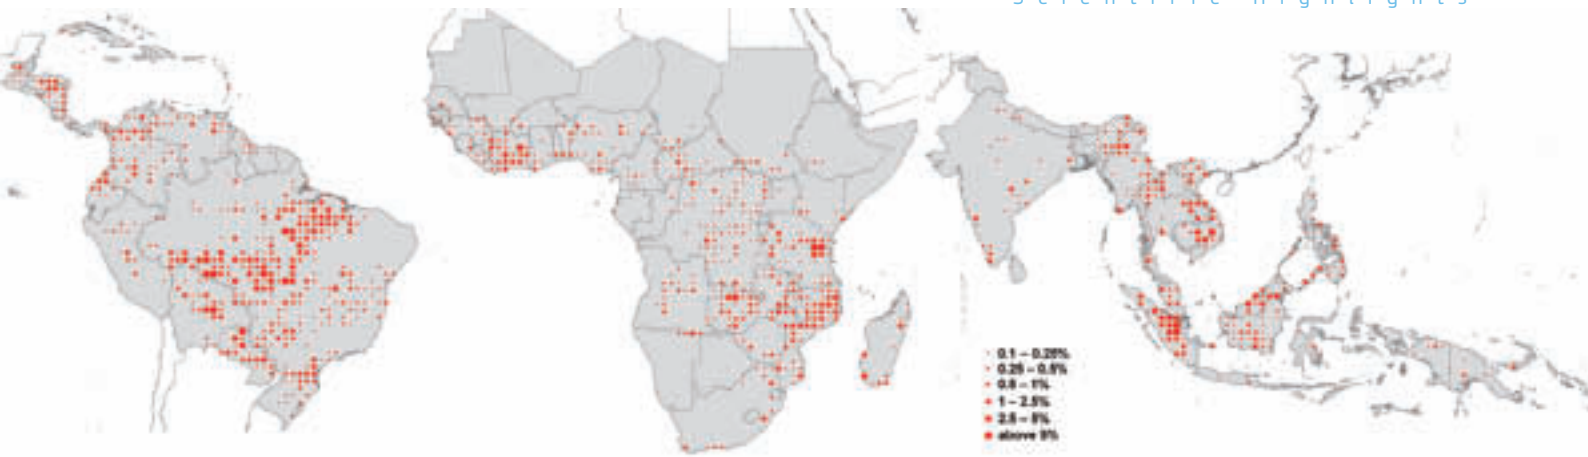 Scientific Highlights
0.1 – 0.25%
0.25 – 0.5%
0.5 – 1%
1 – 2.5%
2.5 – 5%
above 5%